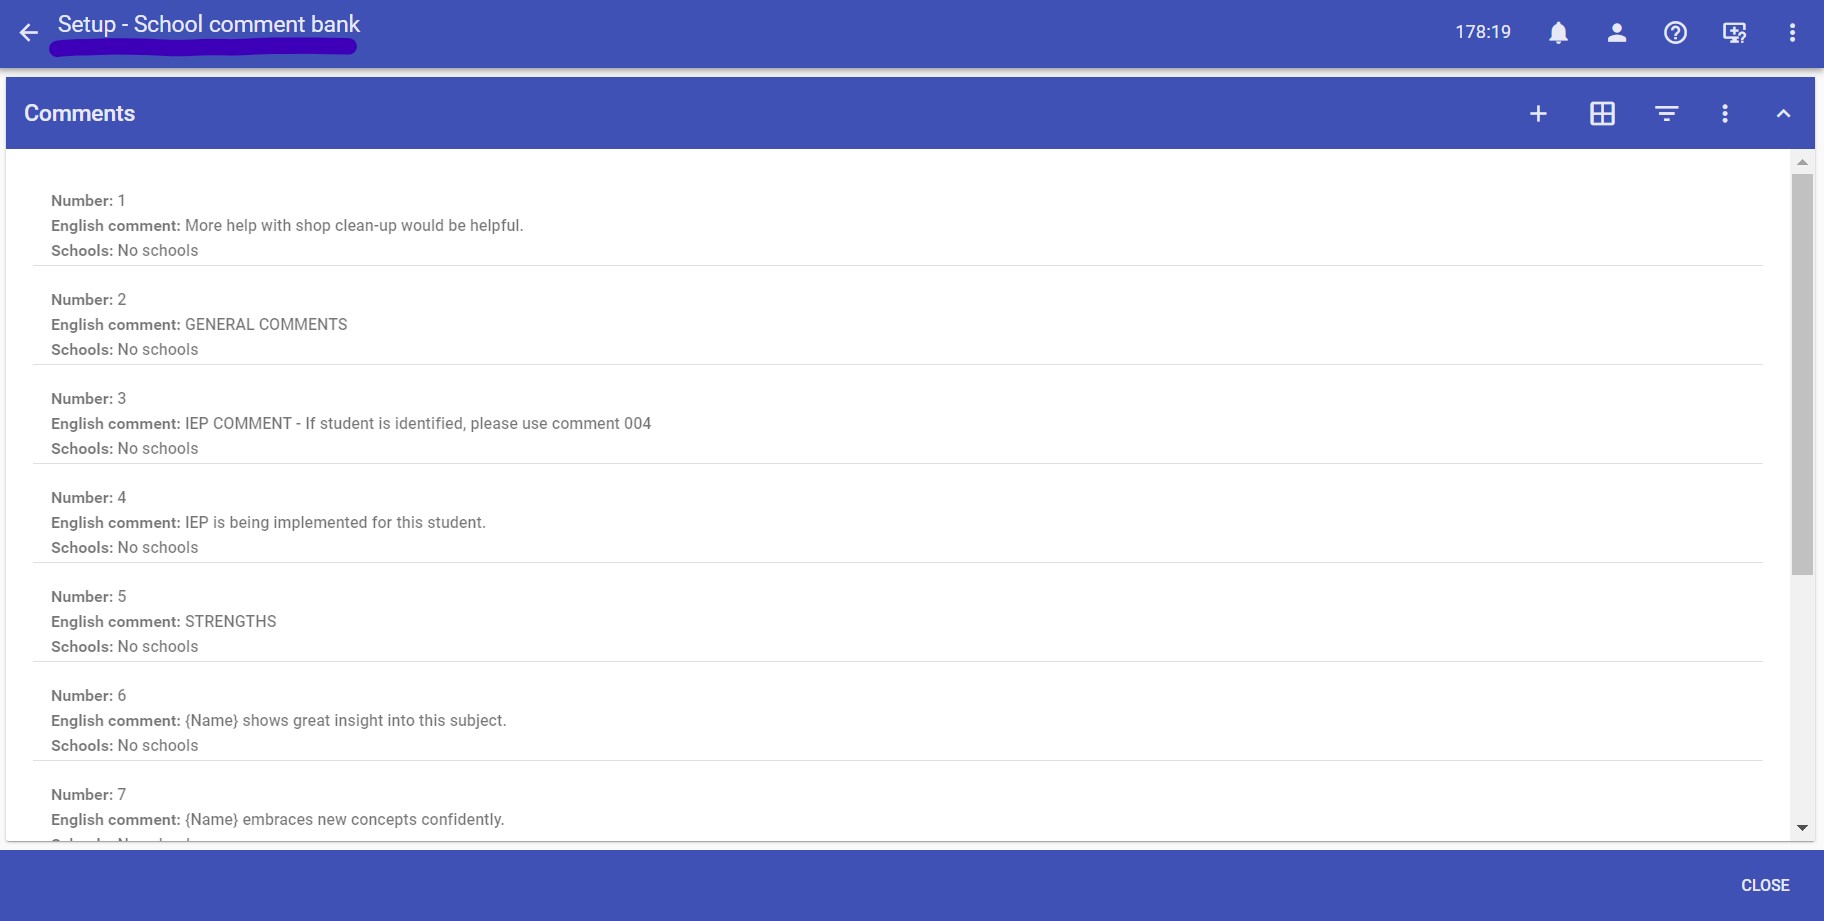 Setup - School comment bank
178:19
Comments
Number: 1
English comment: More help with shop clean-up would be helpful.
Schools: No schools
Number: 2
English comment: GENERAL COMMENTS
Schools: No schools
Number: 3
English comment: IEP COMMENT - If student is identified, please use comment 004
Schools: No schools
Number: 4
English comment: IEP is being implemented for this student.
Schools: No schools
Number: 5
English comment: STRENGTHS
Schools: No schools
Number: 6
English comment: {Name} shows great insight into this subject.
Schools: No schools
Number: 7
English comment: {Name} embraces new concepts confidently.
CLOSE